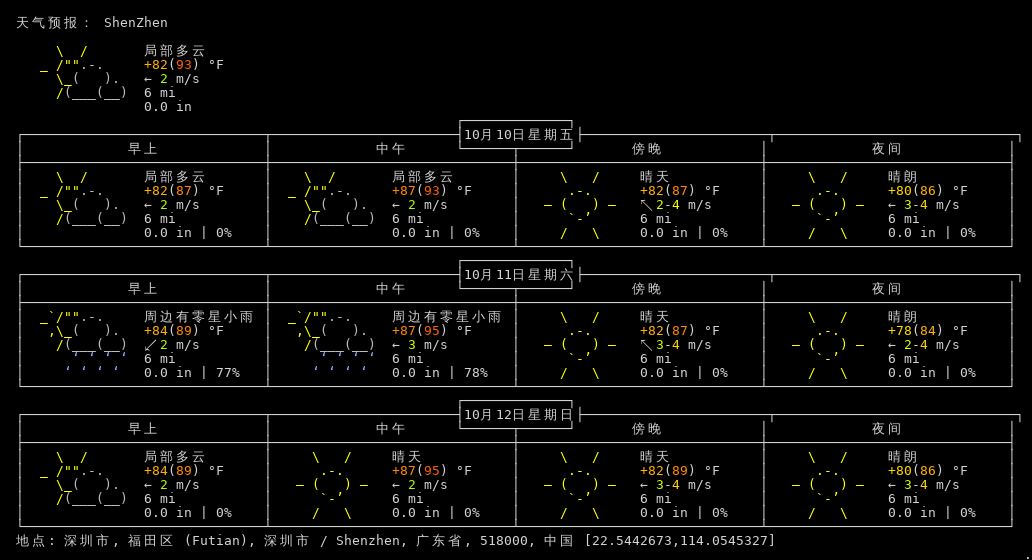 天气预报： ShenZhen
局部多云
+82(93) °F
← 2 m/s
6 mi
0.0 in
10月10日星期五
早上 中午 傍晚 夜间
局部多云 局部多云 晴天 晴朗
+82(87) °F +87(93) °F +82(87) °F +80(86) °F
← 2 m/s ← 2 m/s ↖ 2-4 m/s ← 3-4 m/s
6 mi 6 mi 6 mi 6 mi
0.0 in | 0% 0.0 in | 0% 0.0 in | 0% 0.0 in | 0%
10月11日星期六
早上 中午 傍晚 夜间
周边有零星小雨 周边有零星小雨 晴天 晴朗
+84(89) °F +87(95) °F +82(87) °F +78(84) °F
↙ 2 m/s ← 3 m/s ↖ 3-4 m/s ← 2-4 m/s
6 mi 6 mi 6 mi 6 mi
0.0 in | 77% 0.0 in | 78% 0.0 in | 0% 0.0 in | 0%
10月12日星期日
早上 中午 傍晚 夜间
局部多云 晴天 晴天 晴朗
+84(89) °F +87(95) °F +82(89) °F +80(86) °F
← 2 m/s ← 2 m/s ← 3-4 m/s ← 3-4 m/s
6 mi 6 mi 6 mi 6 mi
0.0 in | 0% 0.0 in | 0% 0.0 in | 0% 0.0 in | 0%
地点: 深圳市, 福田区 (Futian), 深圳市 / Shenzhen, 广东省, 518000, 中国 [22.5442673,114.0545327]